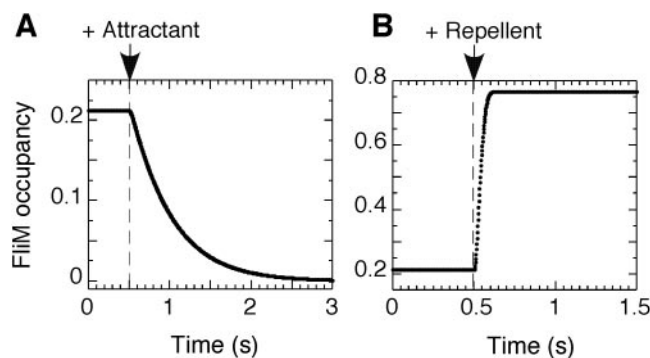 A
+ Attractant
FliM occupancy
0.2
0.1
0
0
1
2
3
Time (s)
B
+ Repellent
0.8
0.6
0.4
0.2
0
0.5
1
1.5
Time (s)